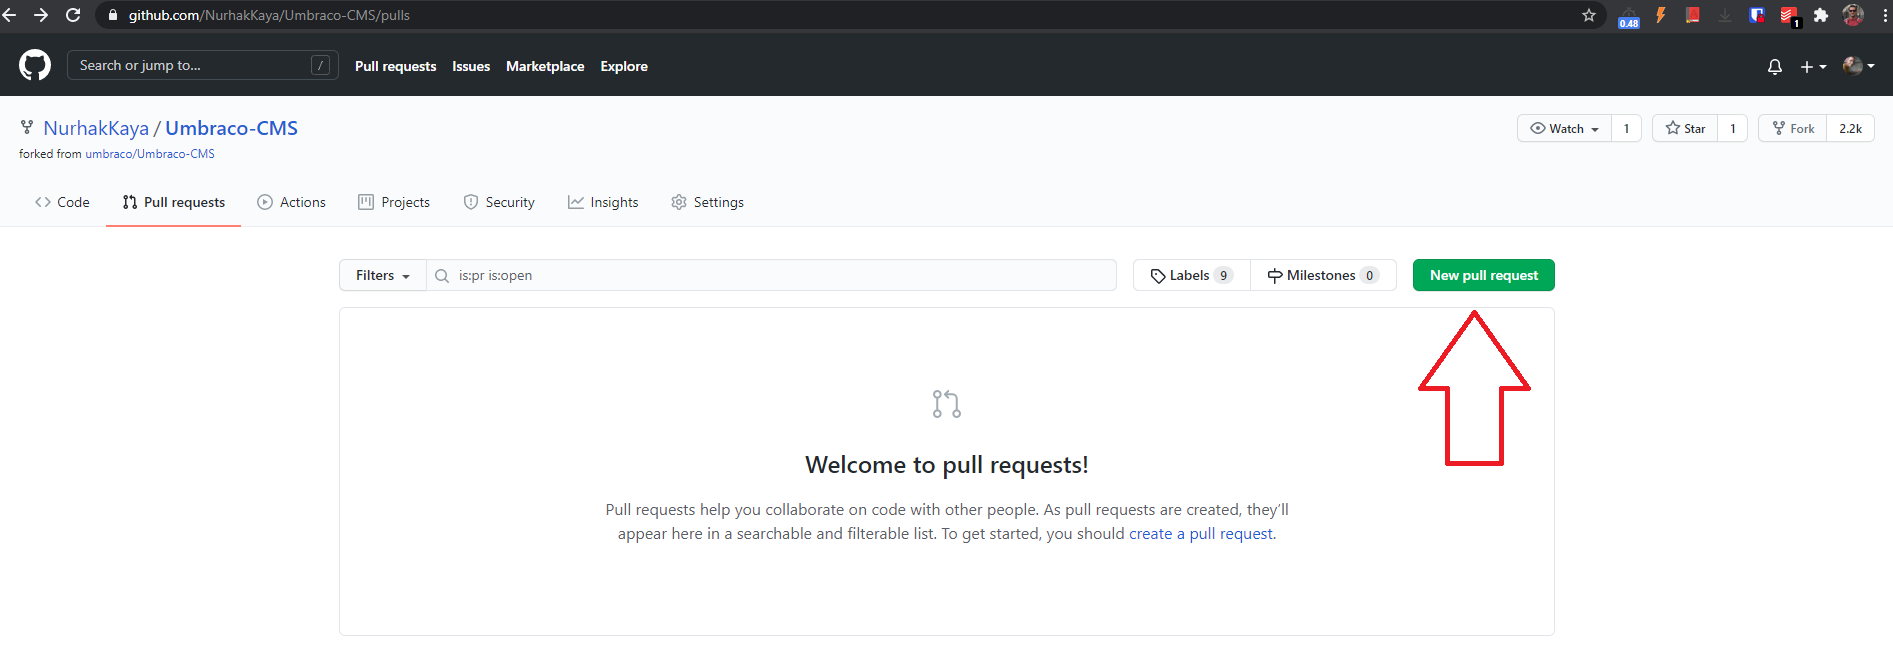 github.com/NurhakKaya/Umbraco-CMS/pulls
0.48
1
Search or jump to... /
Pull requests Issues Marketplace Explore
NurhakKaya / Umbraco-CMS
Watch 1 Star 1 Fork 2.2k
forked from umbraco/Umbraco-CMS
Code Pull requests Actions Projects Security Insights Settings
Filters is:pr is:open Labels 9 Milestones 0 New pull request
Welcome to pull requests!
Pull requests help you collaborate on code with other people. As pull requests are created, they’ll
appear here in a searchable and filterable list. To get started, you should create a pull request.